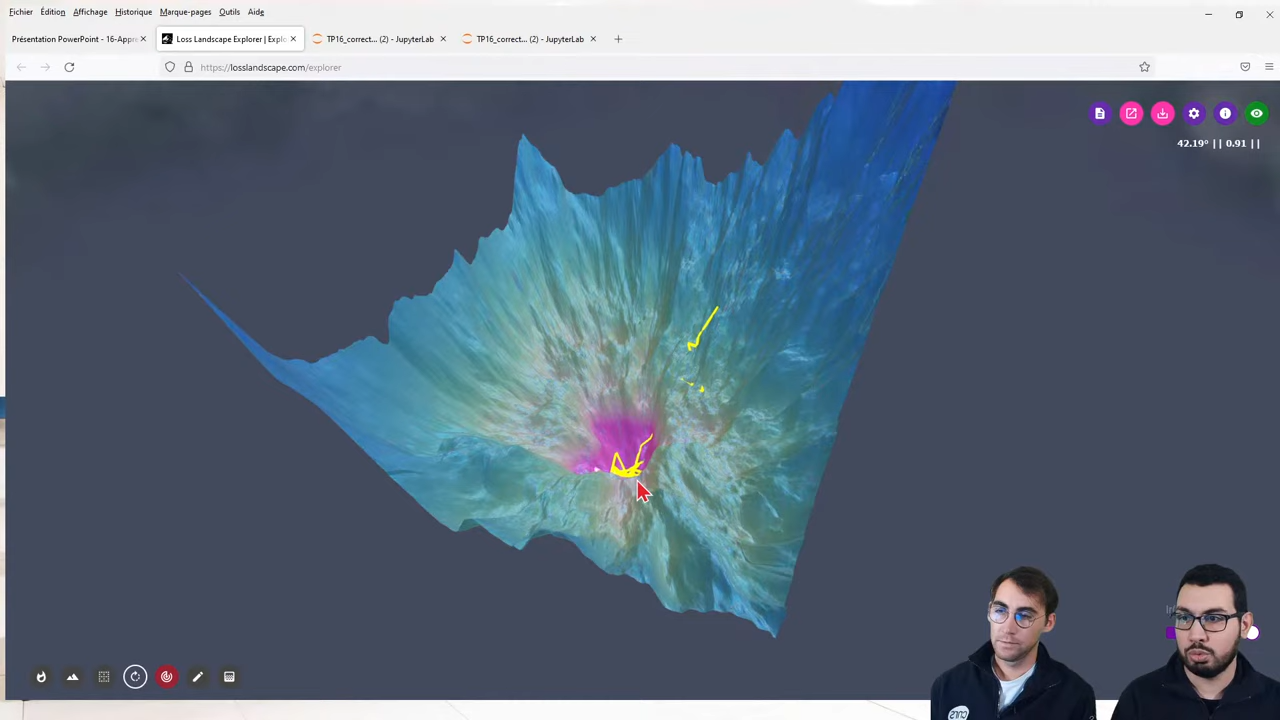 Fichier Édition Affichage Historique Marque-pages Outils Aide
Présentation PowerPoint - 16-Appre
Loss Landscape Explorer | Explo
TP16_correct... (2) - JupyterLab
TP16_correct... (2) - JupyterLab
https://losslandscape.com/explorer
42.19° || 0.91 ||